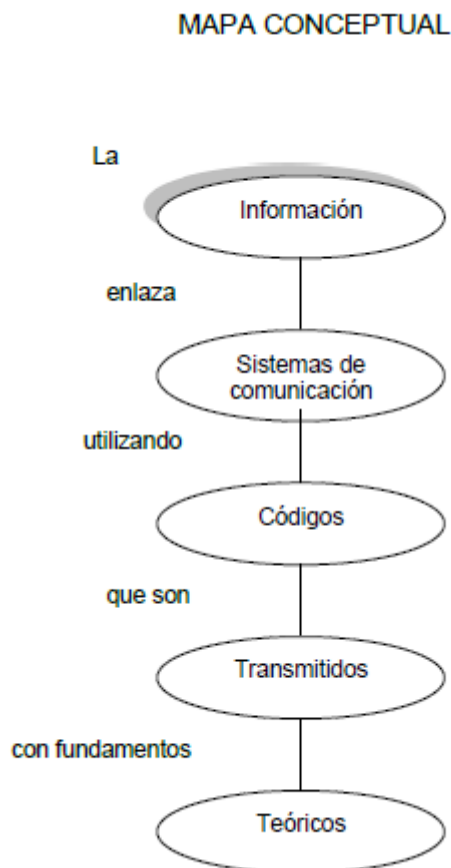 MAPA CONCEPTUAL
La
Información
enlaza
Sistemas de
comunicación
utilizando
Códigos
que son
Transmitidos
con fundamentos
Teóricos